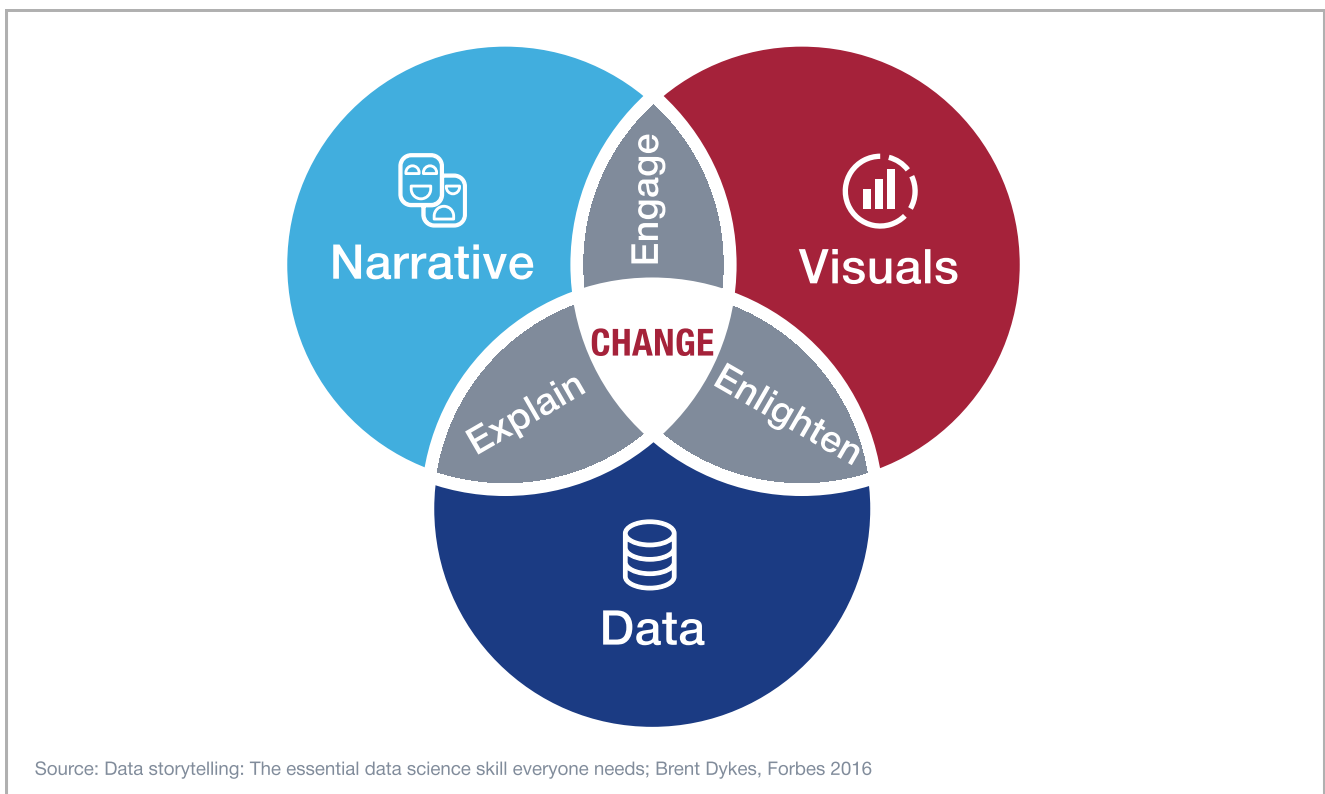 Engage
Narrative
Visuals
CHANGE
Explain
Enlighten
Data
Source: Data storytelling: The essential data science skill everyone needs; Brent Dykes, Forbes 2016